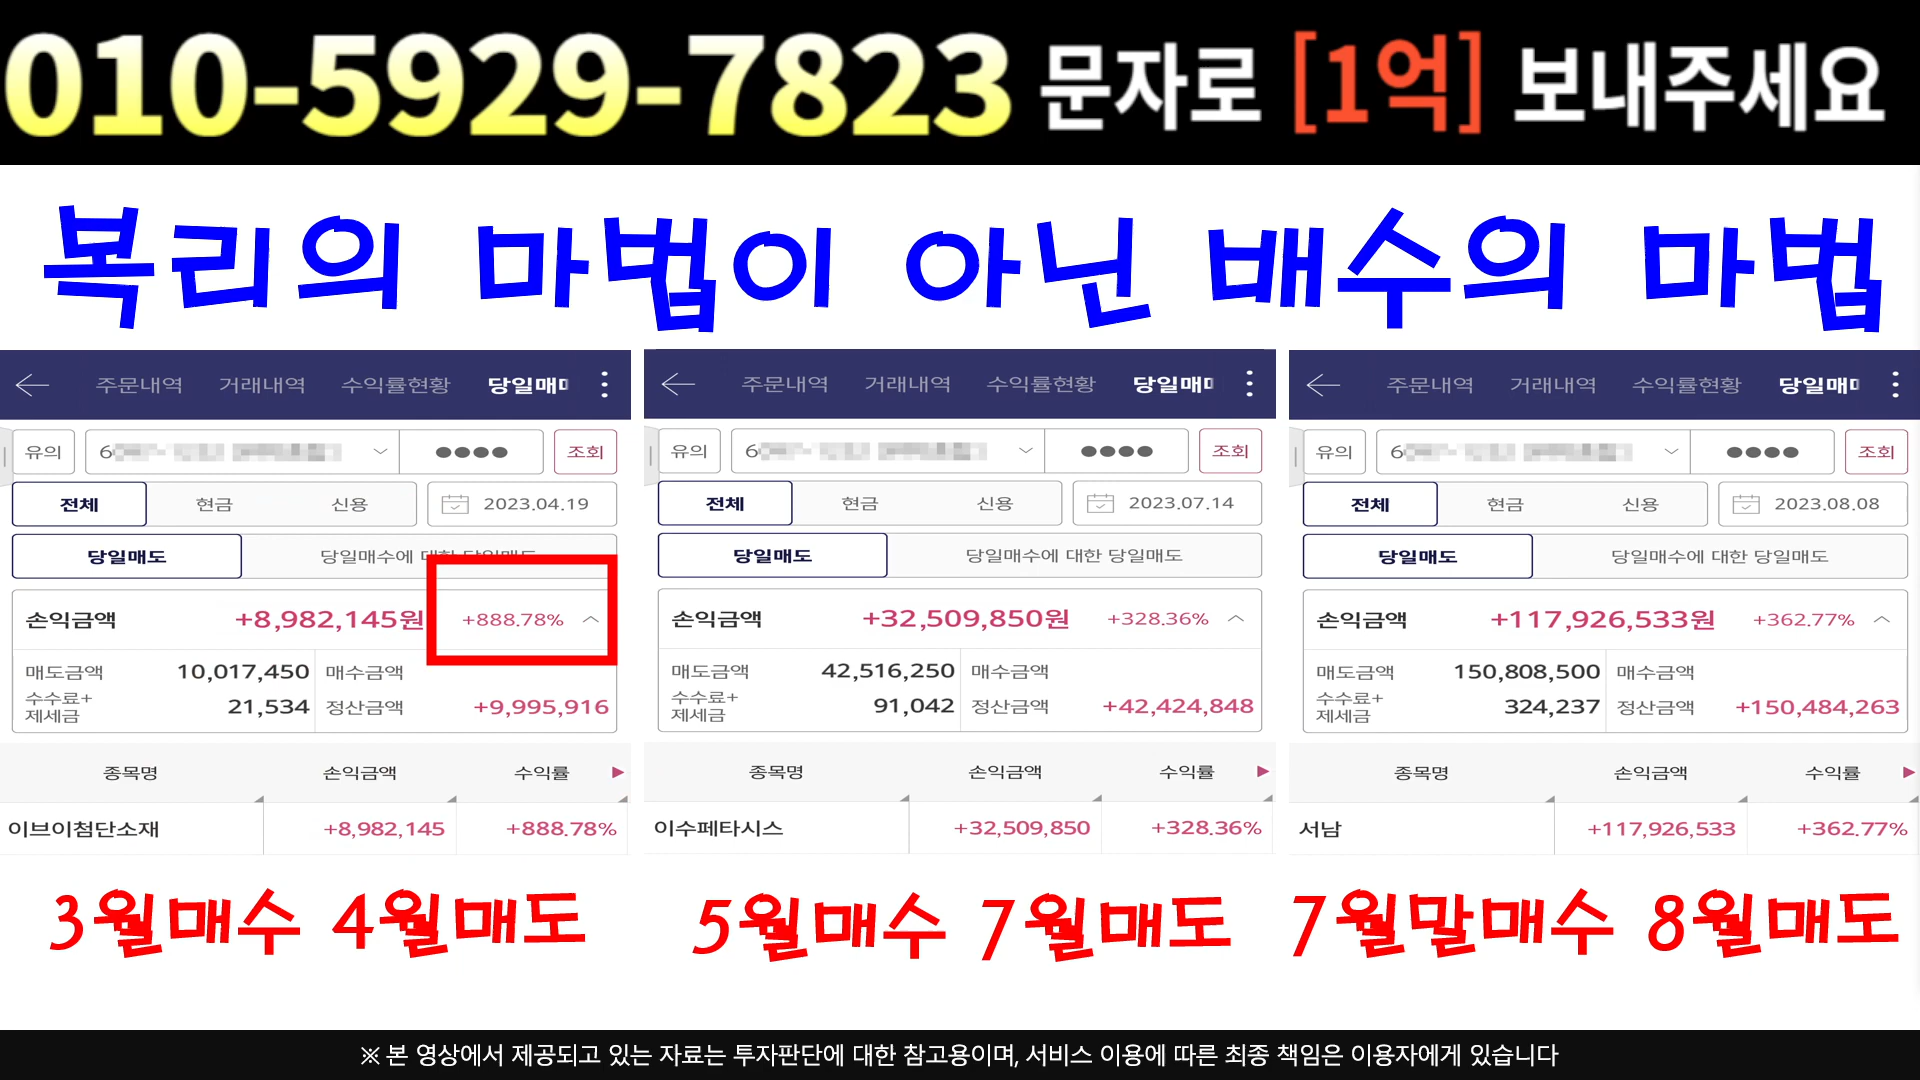 010-5929-7823 문자로 [1억] 보내주세요
복리의 마법이 아닌 배수의 마법
주문내역 거래내역 수익률현황 당일매
유의 6 ●●●● 조회
전체 현금 신용 2023.04.19
당일매도 당일매수에 대한 당일매도
손익금액 +8,982,145원 +888.78%
매도금액 10,017,450 매수금액
수수료+
제세금 21,534 정산금액 +9,995,916
종목명 손익금액 수익률
이브이첨단소재 +8,982,145 +888.78%
3월매수 4월매도
주문내역 거래내역 수익률현황 당일매
유의 6 ●●●● 조회
전체 현금 신용 2023.07.14
당일매도 당일매수에 대한 당일매도
손익금액 +32,509,850원 +328.36%
매도금액 42,516,250 매수금액
수수료+
제세금 91,042 정산금액 +42,424,848
종목명 손익금액 수익률
이수페타시스 +32,509,850 +328.36%
5월매수 7월매도
주문내역 거래내역 수익률현황 당일매
유의 6 ●●●● 조회
전체 현금 신용 2023.08.08
당일매도 당일매수에 대한 당일매도
손익금액 +117,926,533원 +362.77%
매도금액 150,808,500 매수금액
수수료+
제세금 324,237 정산금액 +150,484,263
종목명 손익금액 수익률
서남 +117,926,533 +362.77%
7월말매수 8월매도
※ 본 영상에서 제공되고 있는 자료는 투자판단에 대한 참고용이며, 서비스 이용에 따른 최종 책임은 이용자에게 있습니다